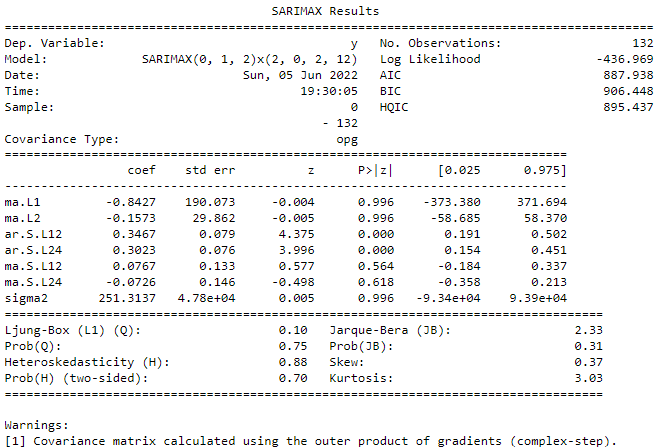 SARIMAX Results
==========================================================================================
Dep. Variable:                                  y   No. Observations:                  132
Model:             SARIMAX(0, 1, 2)x(2, 0, 2, 12)   Log Likelihood                -436.969
Date:                            Sun, 05 Jun 2022   AIC                            887.938
Time:                                    19:30:05   BIC                            906.448
Sample:                                         0   HQIC                           895.437
                                            - 132
Covariance Type:                              opg
==============================================================================
                 coef    std err          z      P>|z|      [0.025      0.975]
------------------------------------------------------------------------------
ma.L1         -0.8427    190.073     -0.004      0.996    -373.380     371.694
ma.L2         -0.1573     29.862     -0.005      0.996     -58.685      58.370
ar.S.L12       0.3467      0.079      4.375      0.000       0.191       0.502
ar.S.L24       0.3023      0.076      3.996      0.000       0.154       0.451
ma.S.L12       0.0767      0.133      0.577      0.564      -0.184       0.337
ma.S.L24      -0.0726      0.146     -0.498      0.618      -0.358       0.213
sigma2       251.3137   4.78e+04      0.005      0.996   -9.34e+04    9.39e+04
===================================================================================
Ljung-Box (L1) (Q):                   0.10   Jarque-Bera (JB):                 2.33
Prob(Q):                              0.75   Prob(JB):                         0.31
Heteroskedasticity (H):               0.88   Skew:                             0.37
Prob(H) (two-sided):                  0.70   Kurtosis:                         3.03
===================================================================================

Warnings:
[1] Covariance matrix calculated using the outer product of gradients (complex-step).